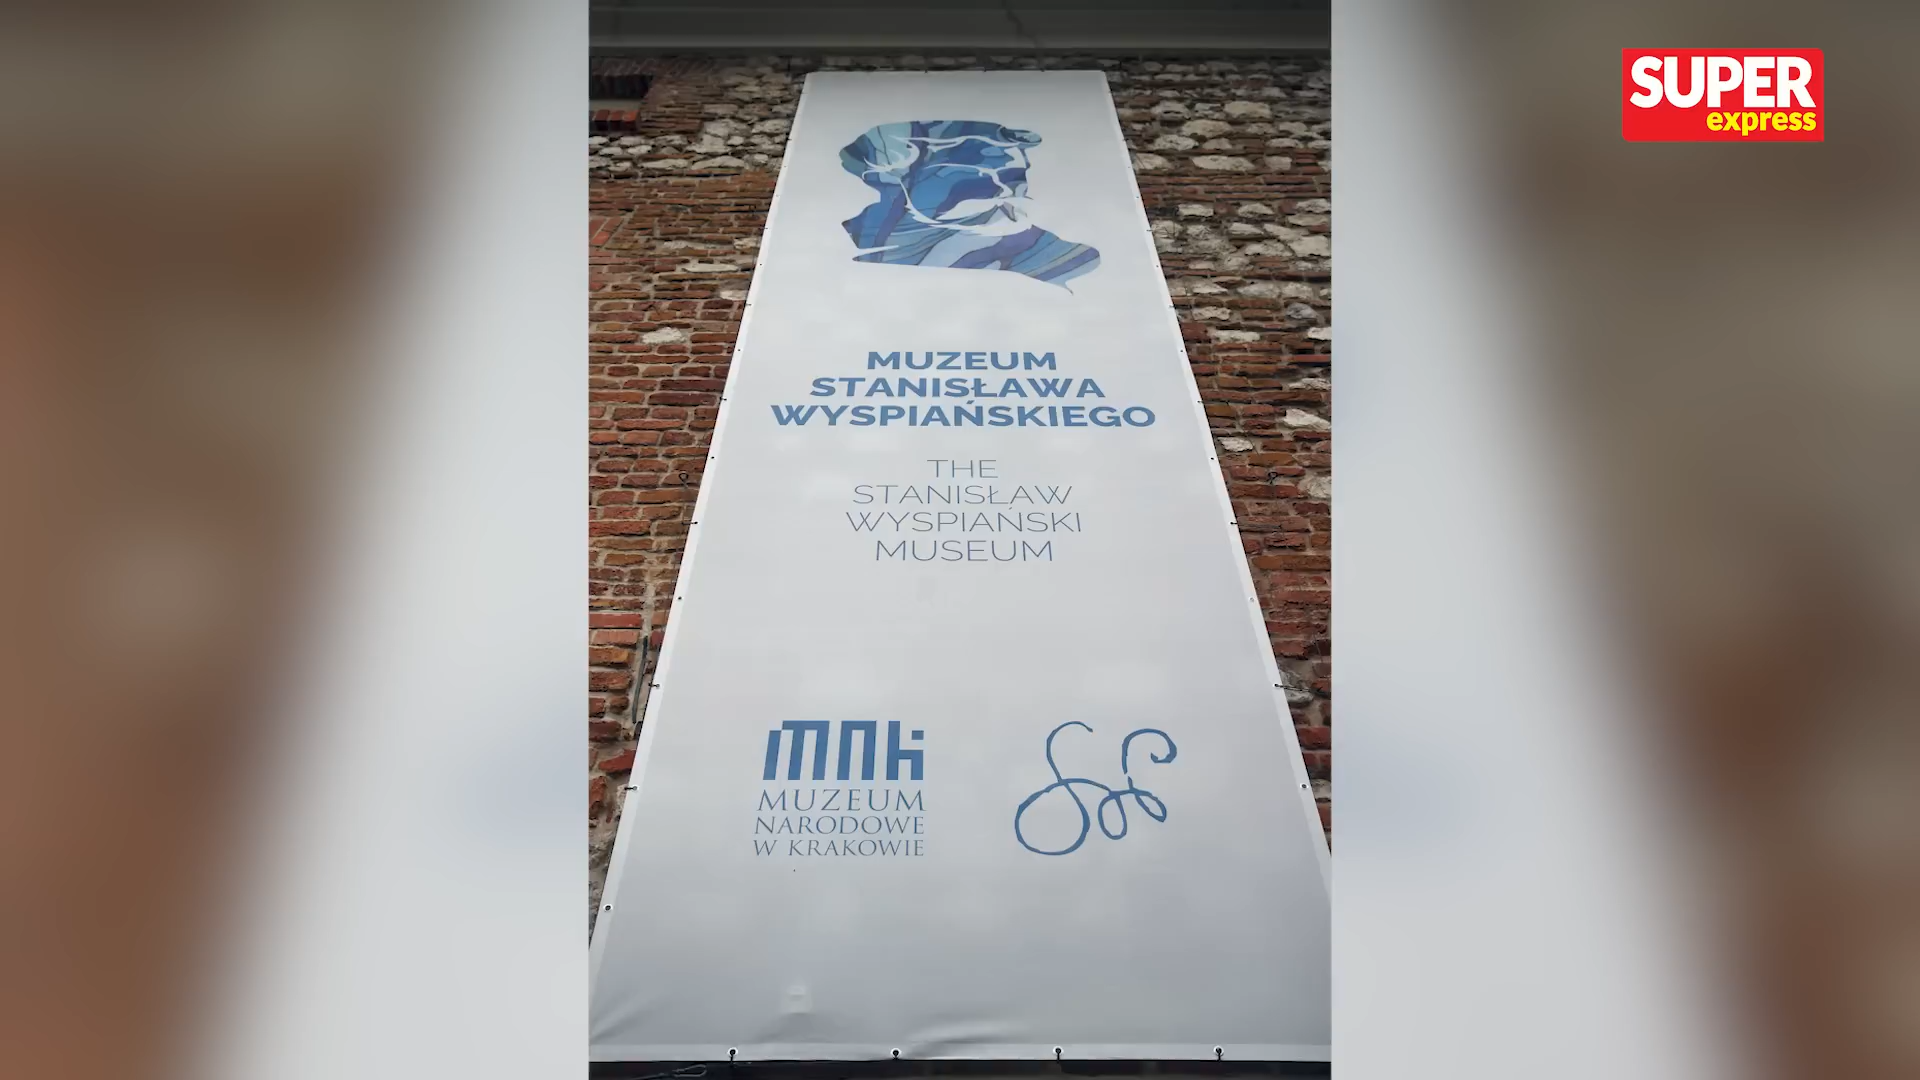 SUPER
express
MUZEUM
STANISŁAWA
WYSPIAŃSKIEGO
THE
STANISŁAW
WYSPIAŃSKI
MUSEUM
mnk
MUZEUM
NARODOWE
W KRAKOWIE